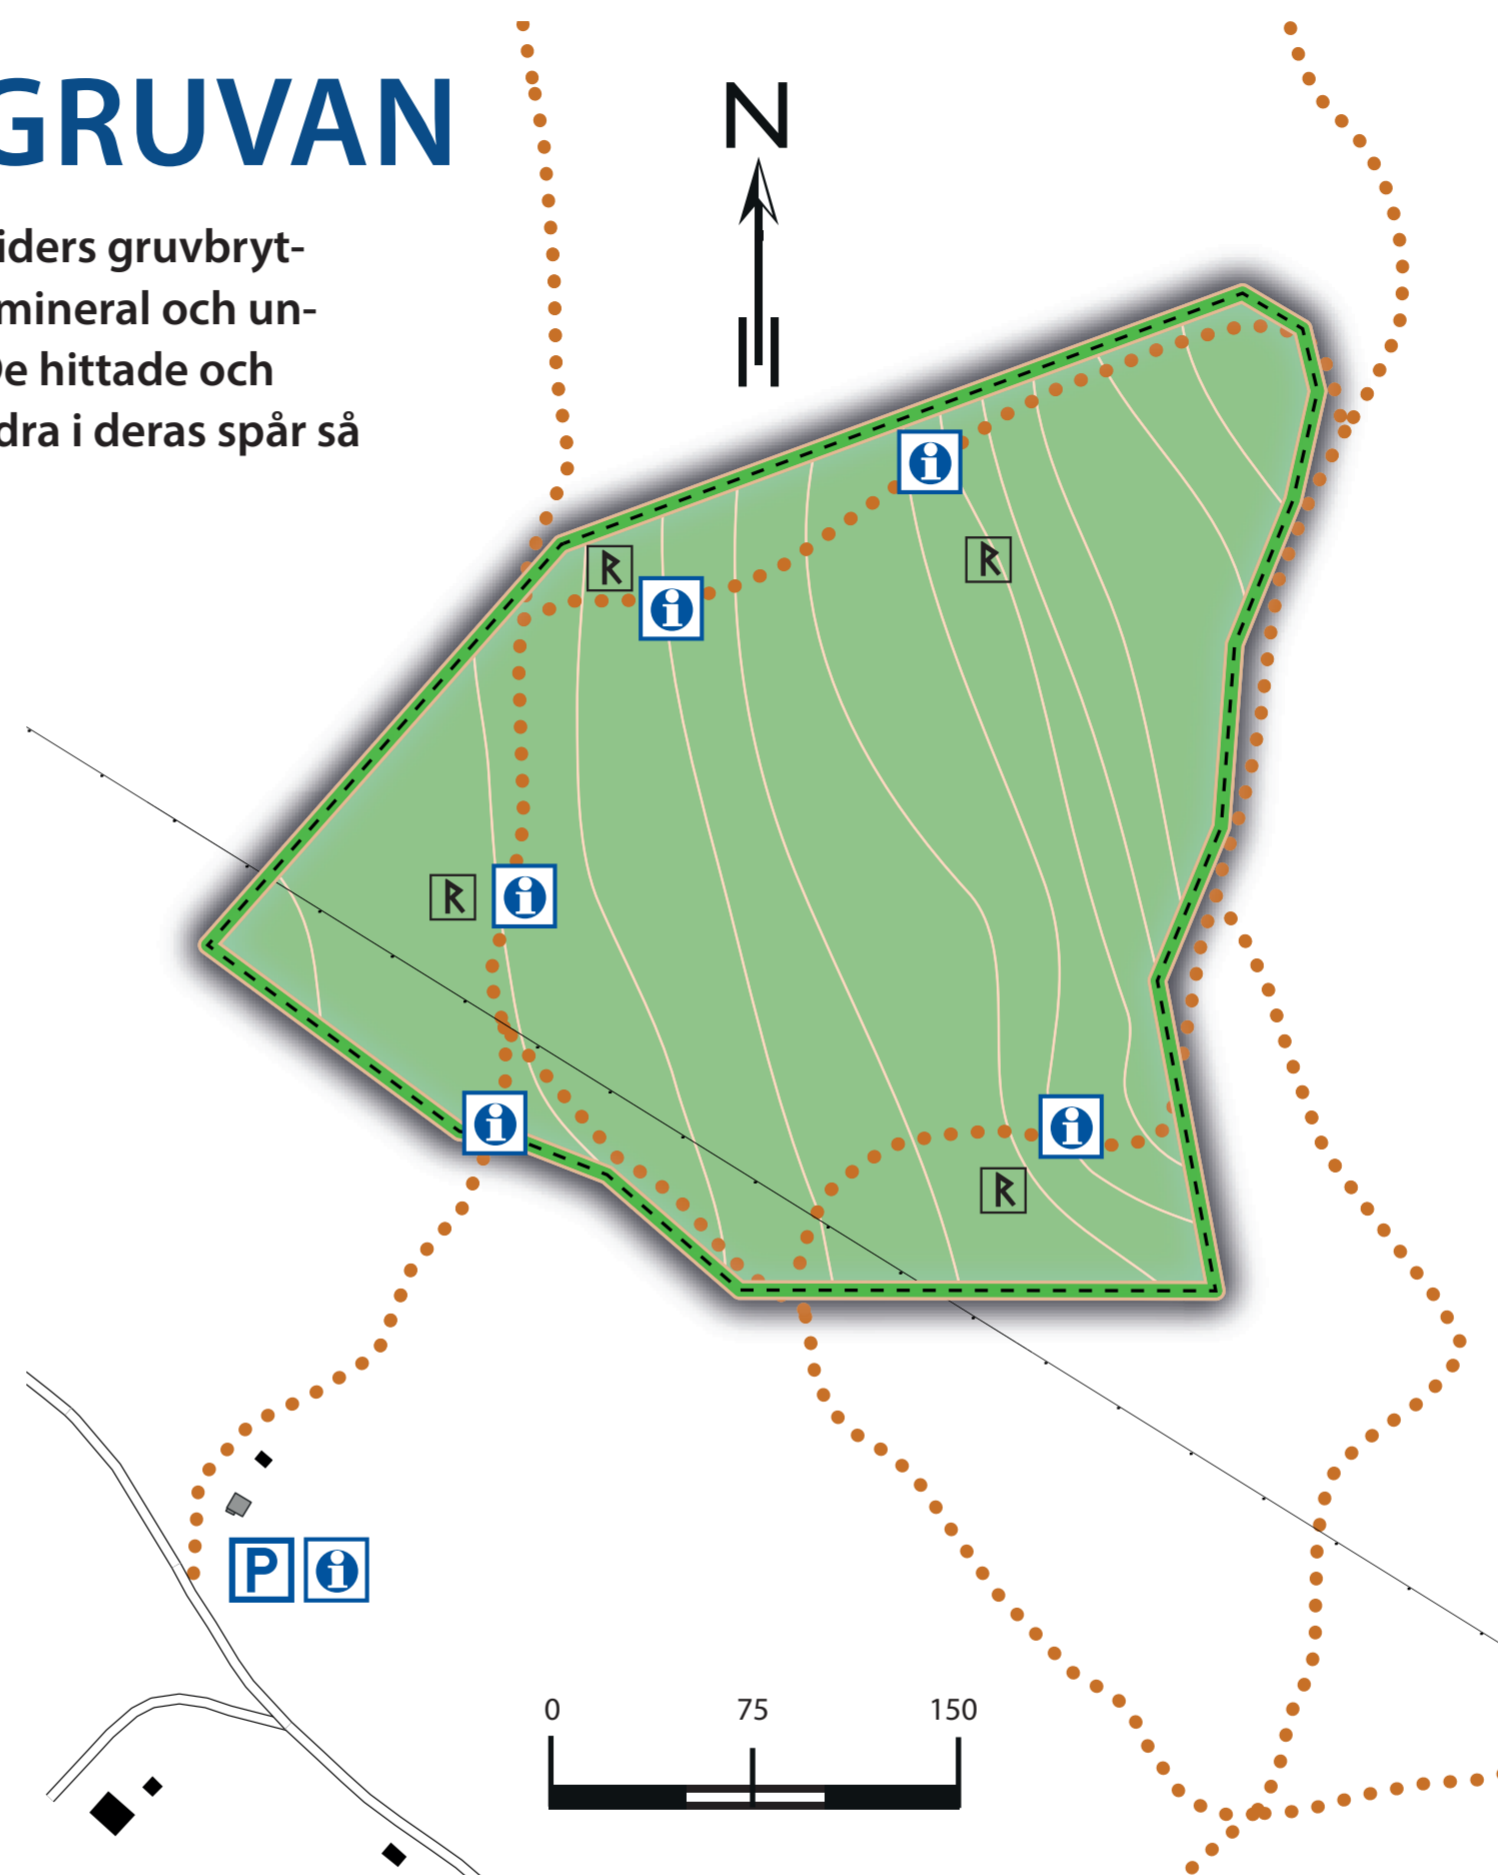 GRUVAN
N
iders gruvbryt-
mineral och un-
De hittade och
dra i deras spår så
R
i
R
i
R
i
i
i
R
P i
0 75 150